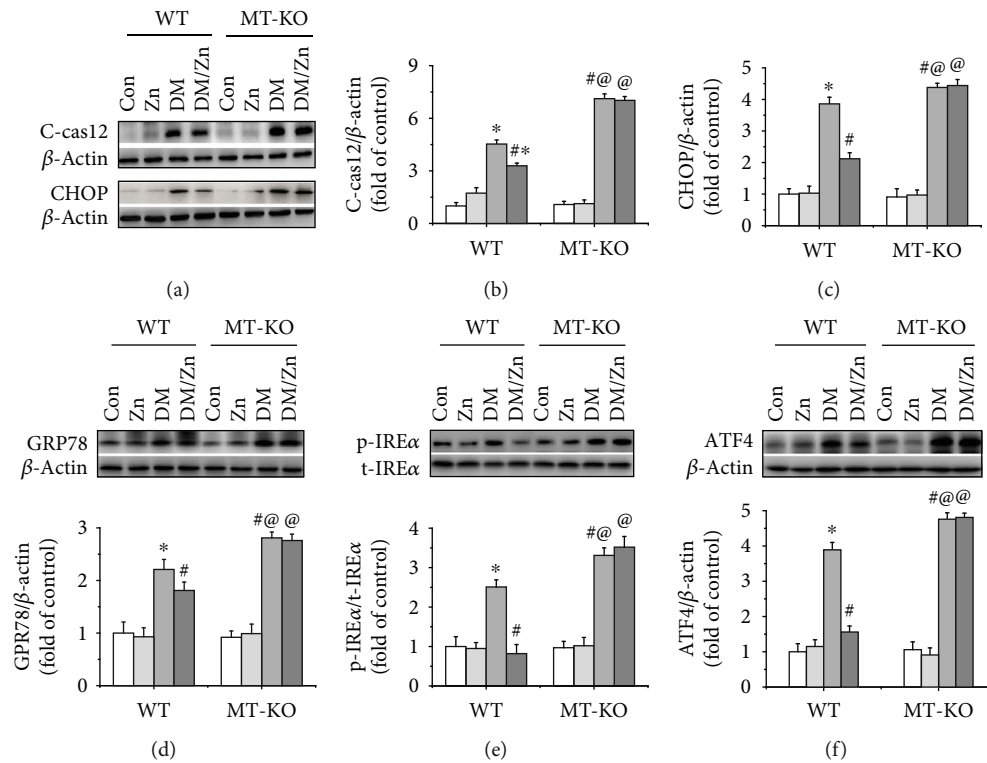 WT MT-KO
Con Zn DM DM/Zn Con Zn DM DM/Zn
C-cas12
β-Actin
CHOP
β-Actin
(a)
C-cas12/β-actin
(fold of control)
9
6
3
0
* #* #@ @
WT MT-KO
(b)
CHOP/β-actin
(fold of control)
5
4
3
2
1
0
* # #@ @
WT MT-KO
(c)
WT MT-KO
Con Zn DM DM/Zn Con Zn DM DM/Zn
GRP78
β-Actin
GPR78/β-actin
(fold of control)
3
2
1
0
* # #@ @
WT MT-KO
(d)
WT MT-KO
Con Zn DM DM/Zn Con Zn DM DM/Zn
p-IREα
t-IREα
p-IREα/t-IREα
(fold of control)
4
3
2
1
0
* # #@ @
WT MT-KO
(e)
WT MT-KO
Con Zn DM DM/Zn Con Zn DM DM/Zn
ATF4
β-Actin
ATF4/β-actin
(fold of control)
5
4
3
2
1
0
* # #@ @
WT MT-KO
(f)